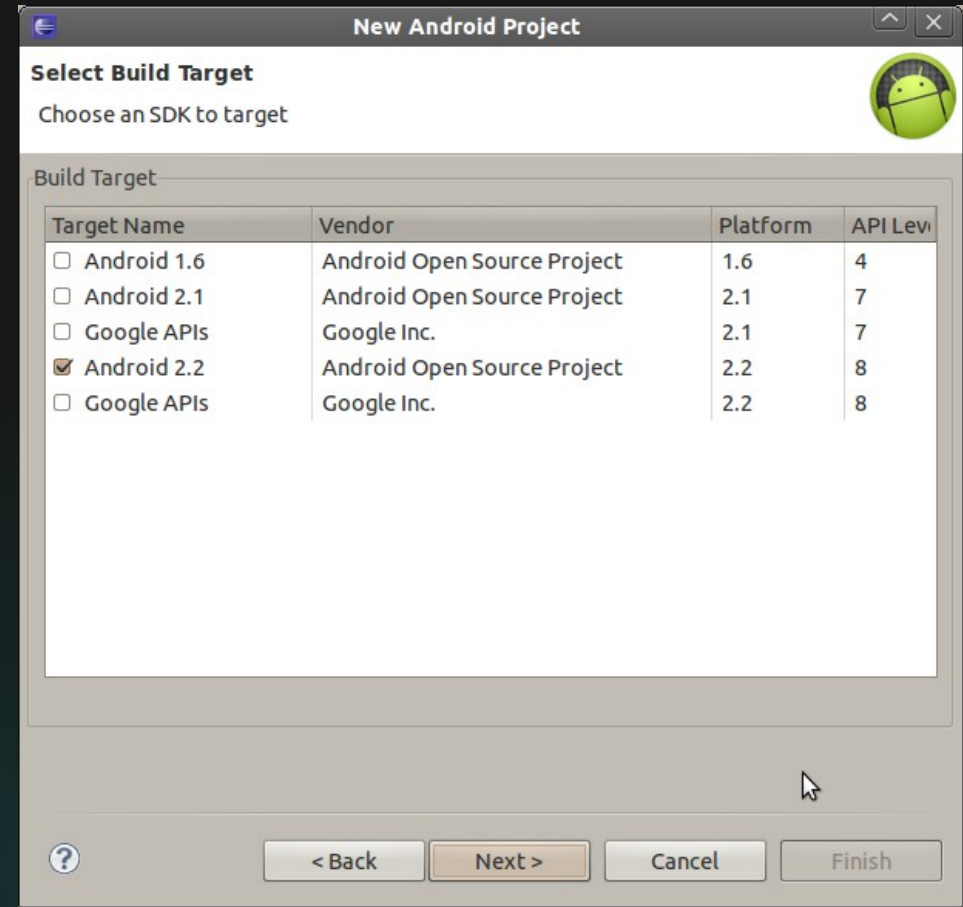 New Android Project
Select Build Target
Choose an SDK to target
Build Target
Target Name Vendor Platform API Lev
Android 1.6 Android Open Source Project 1.6 4
Android 2.1 Android Open Source Project 2.1 7
Google APIs Google Inc. 2.1 7
Android 2.2 Android Open Source Project 2.2 8
Google APIs Google Inc. 2.2 8
? < Back Next > Cancel Finish